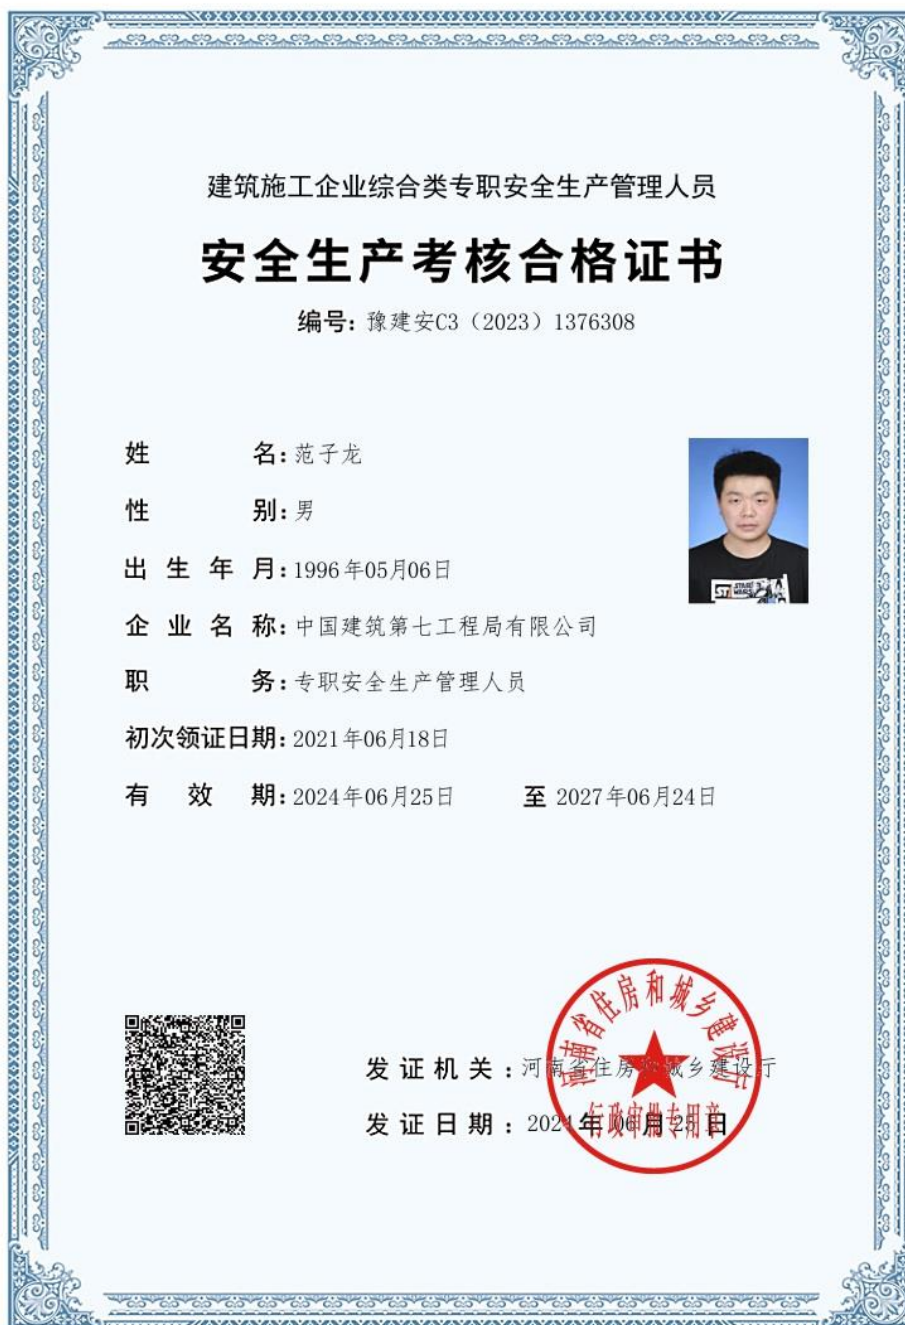 建筑施工企业综合类专职安全生产管理人员
安全生产考核合格证书
编号: 豫建安C3（2023）1376308
姓名: 范子龙
性别: 男
出生年月: 1996年05月06日
企业名称: 中国建筑第七工程局有限公司
职务: 专职安全生产管理人员
初次领证日期: 2021年06月18日
有效期: 2024年06月25日 至 2027年06月24日
STAR WARS
发证机关: 河南省住房和城乡建设厅
发证日期: 2024年06月25日
河南省住房和城乡建设厅
行政审批专用章